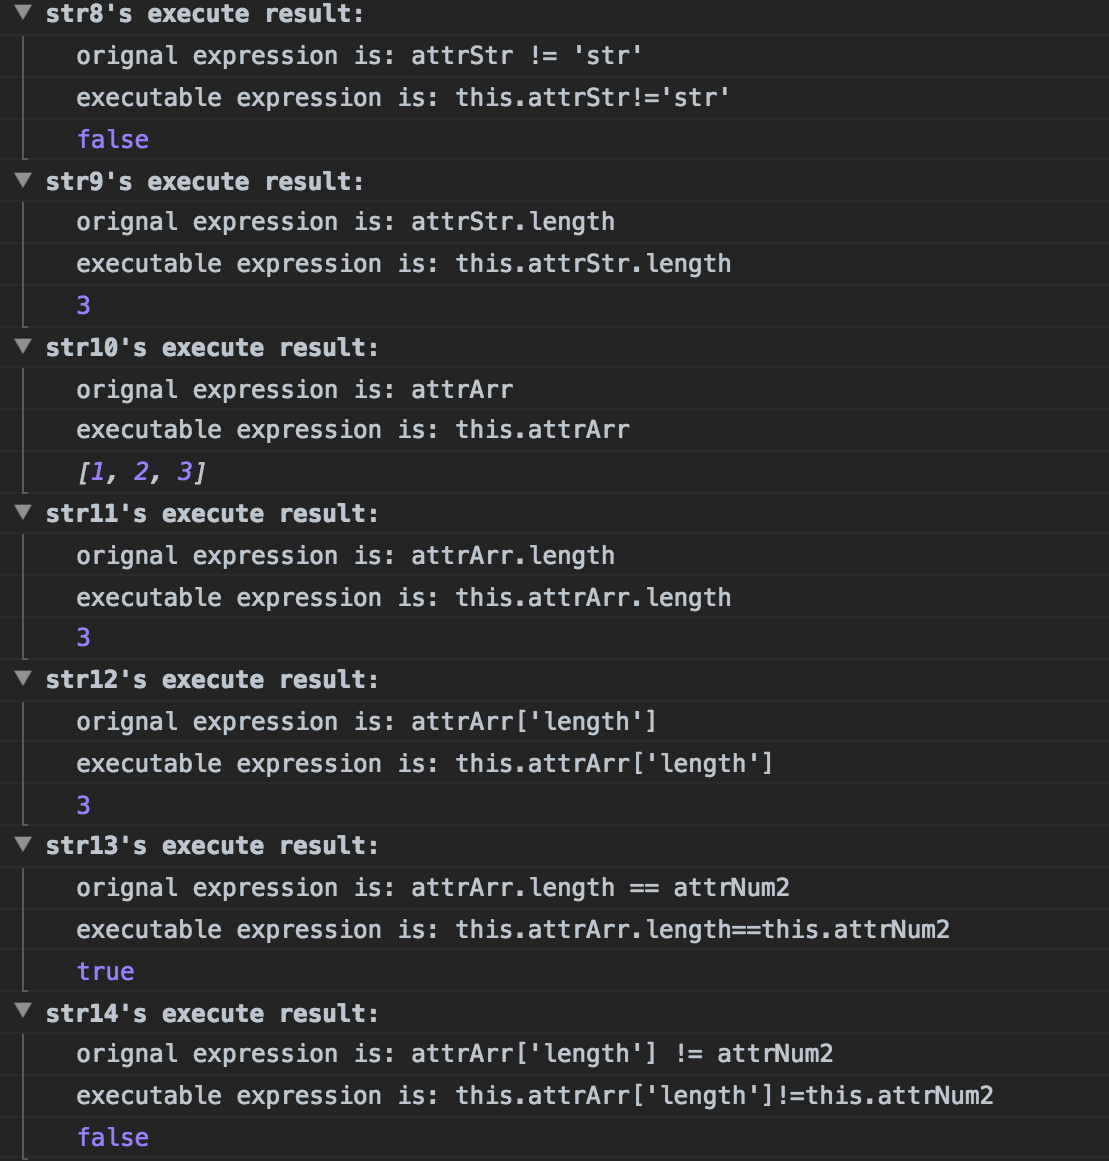 str8's execute result:
orignal expression is: attrStr != 'str'
executable expression is: this.attrStr!='str'
false
str9's execute result:
orignal expression is: attrStr.length
executable expression is: this.attrStr.length
3
str10's execute result:
orignal expression is: attrArr
executable expression is: this.attrArr
[1, 2, 3]
str11's execute result:
orignal expression is: attrArr.length
executable expression is: this.attrArr.length
3
str12's execute result:
orignal expression is: attrArr['length']
executable expression is: this.attrArr['length']
3
str13's execute result:
orignal expression is: attrArr.length == attrNum2
executable expression is: this.attrArr.length==this.attrNum2
true
str14's execute result:
orignal expression is: attrArr['length'] != attrNum2
executable expression is: this.attrArr['length']!=this.attrNum2
false